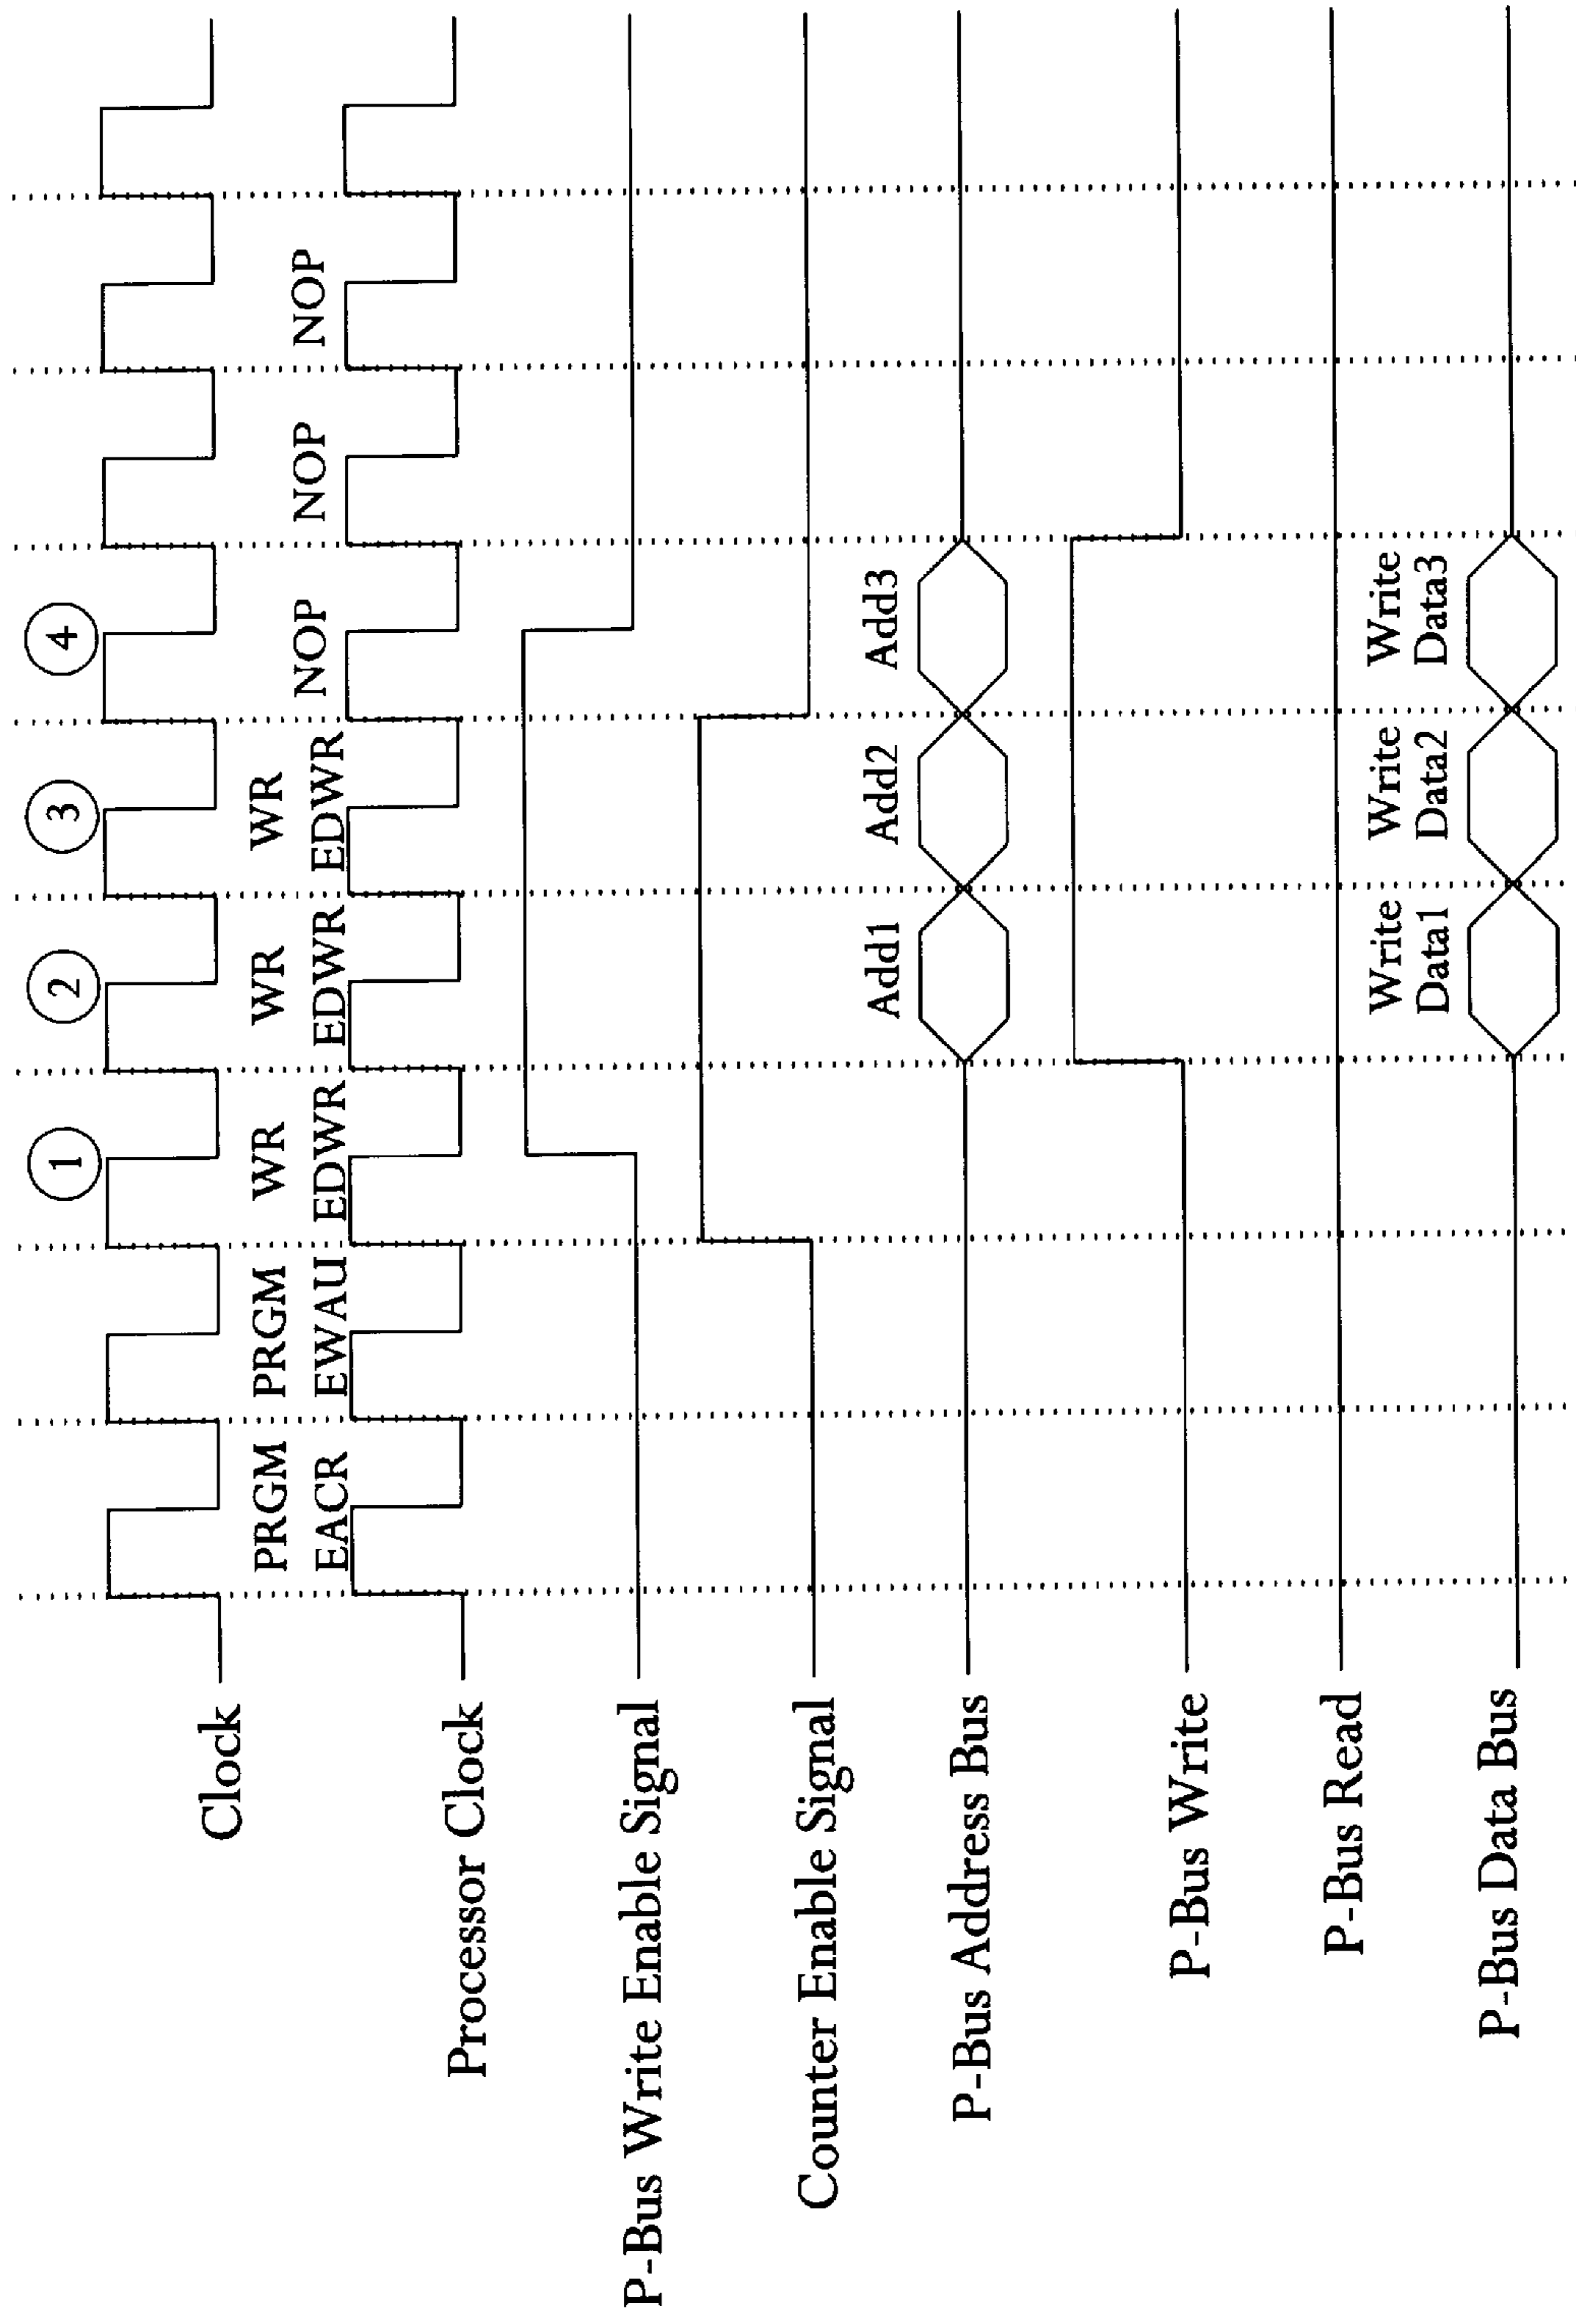 1
2
3
4
Clock
PRGM
PRGM
WR
WR
WR
EACR
EWAU
EDWR
EDWR
EDWR
NOP
NOP
NOP
Processor Clock
P-Bus Write Enable Signal
Counter Enable Signal
Add1
Add2
Add3
P-Bus Address Bus
P-Bus Write
P-Bus Read
Write
Data1
Write
Data2
Write
Data3
P-Bus Data Bus